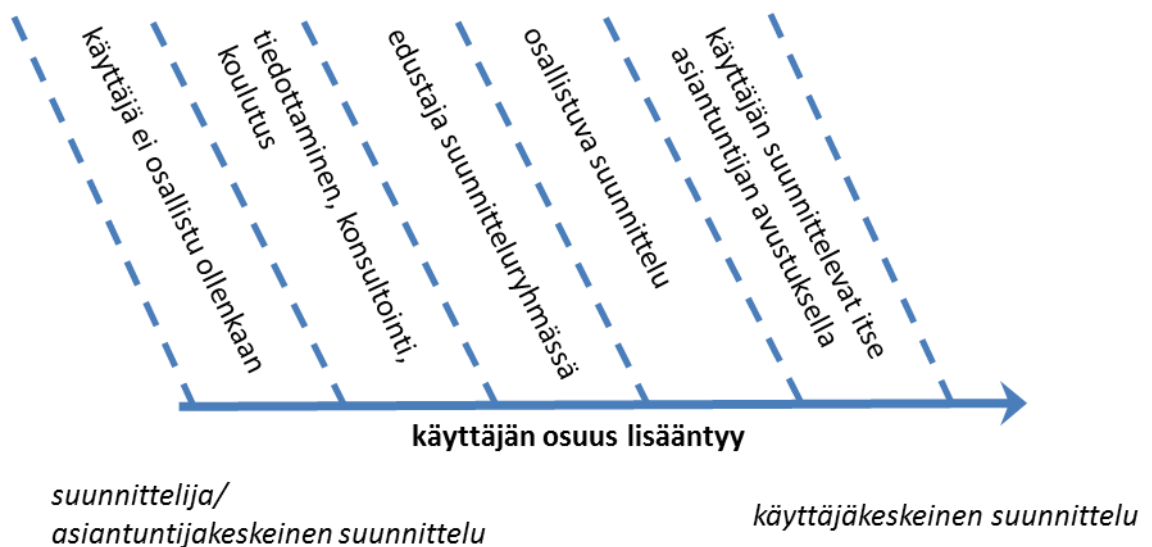 käyttäjä ei osallistu ollenkaan
tiedottaminen, konsultointi,
koulutus
edustaja suunnitteluryhmässä
osallistuva suunnittelu
käyttäjän suunnittelevat itse
asiantuntijan avustuksella
käyttäjän osuus lisääntyy
suunnittelija/
asiantuntijakeskeinen suunnittelu
käyttäjäkeskeinen suunnittelu